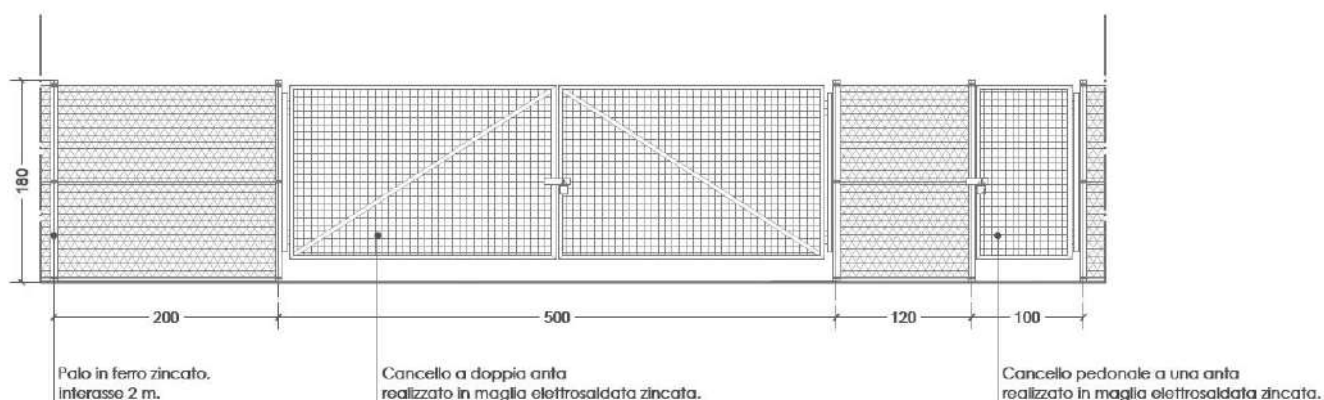 180
200
500
120
100
Palo in ferro zincato.
interasse 2 m.
Cancello a doppia anta
realizzato in maglia elettrosaldata zincata.
Cancello pedonale a una anta
realizzato in maglia elettrosaldata zincata.